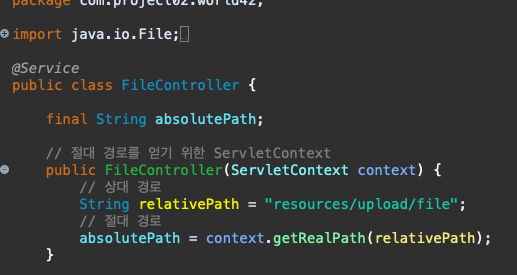 package com.project02.world42;
import java.io.File;
@Service
public class FileController {
final String absolutePath;
// 절대 경로를 얻기 위한 ServletContext
public FileController(ServletContext context) {
// 상대 경로
String relativePath = "resources/upload/file";
// 절대 경로
absolutePath = context.getRealPath(relativePath);
}